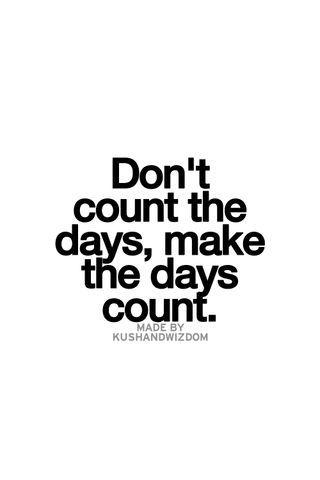 Don't
count the
days, make
the days
count.
MADE BY
KUSHANDWIZDOM